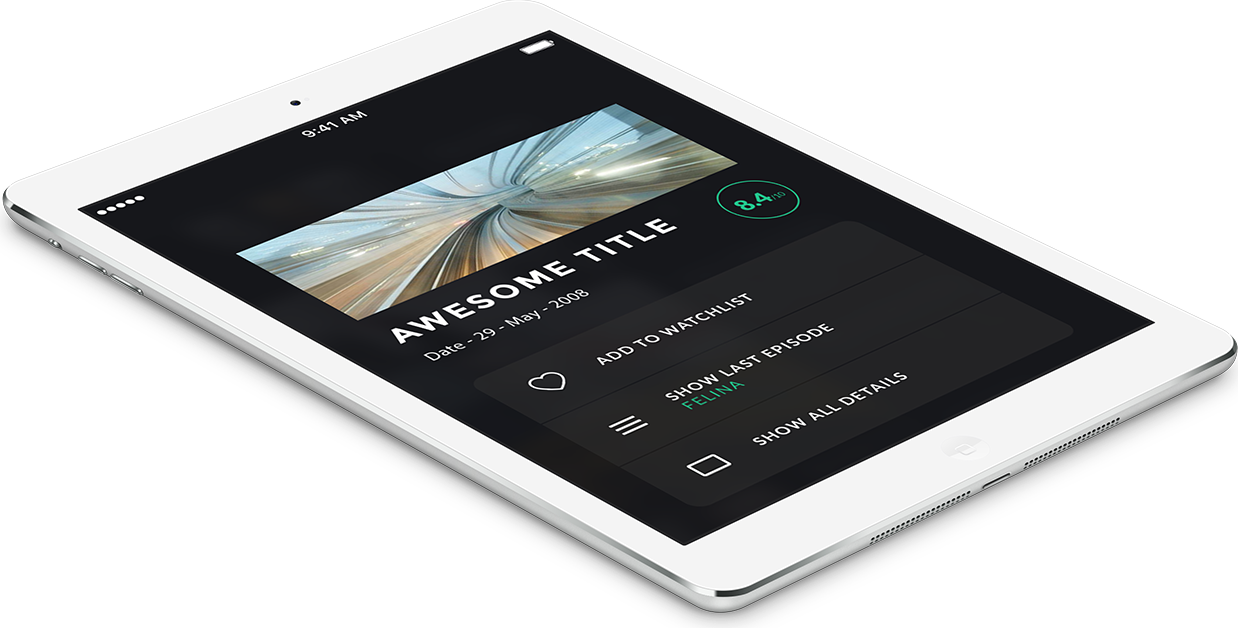 9:41 AM
AWESOME TITLE
8.4/10
Date - 29 - May - 2008
ADD TO WATCHLIST
SHOW LAST EPISODE
FELINA
SHOW ALL DETAILS